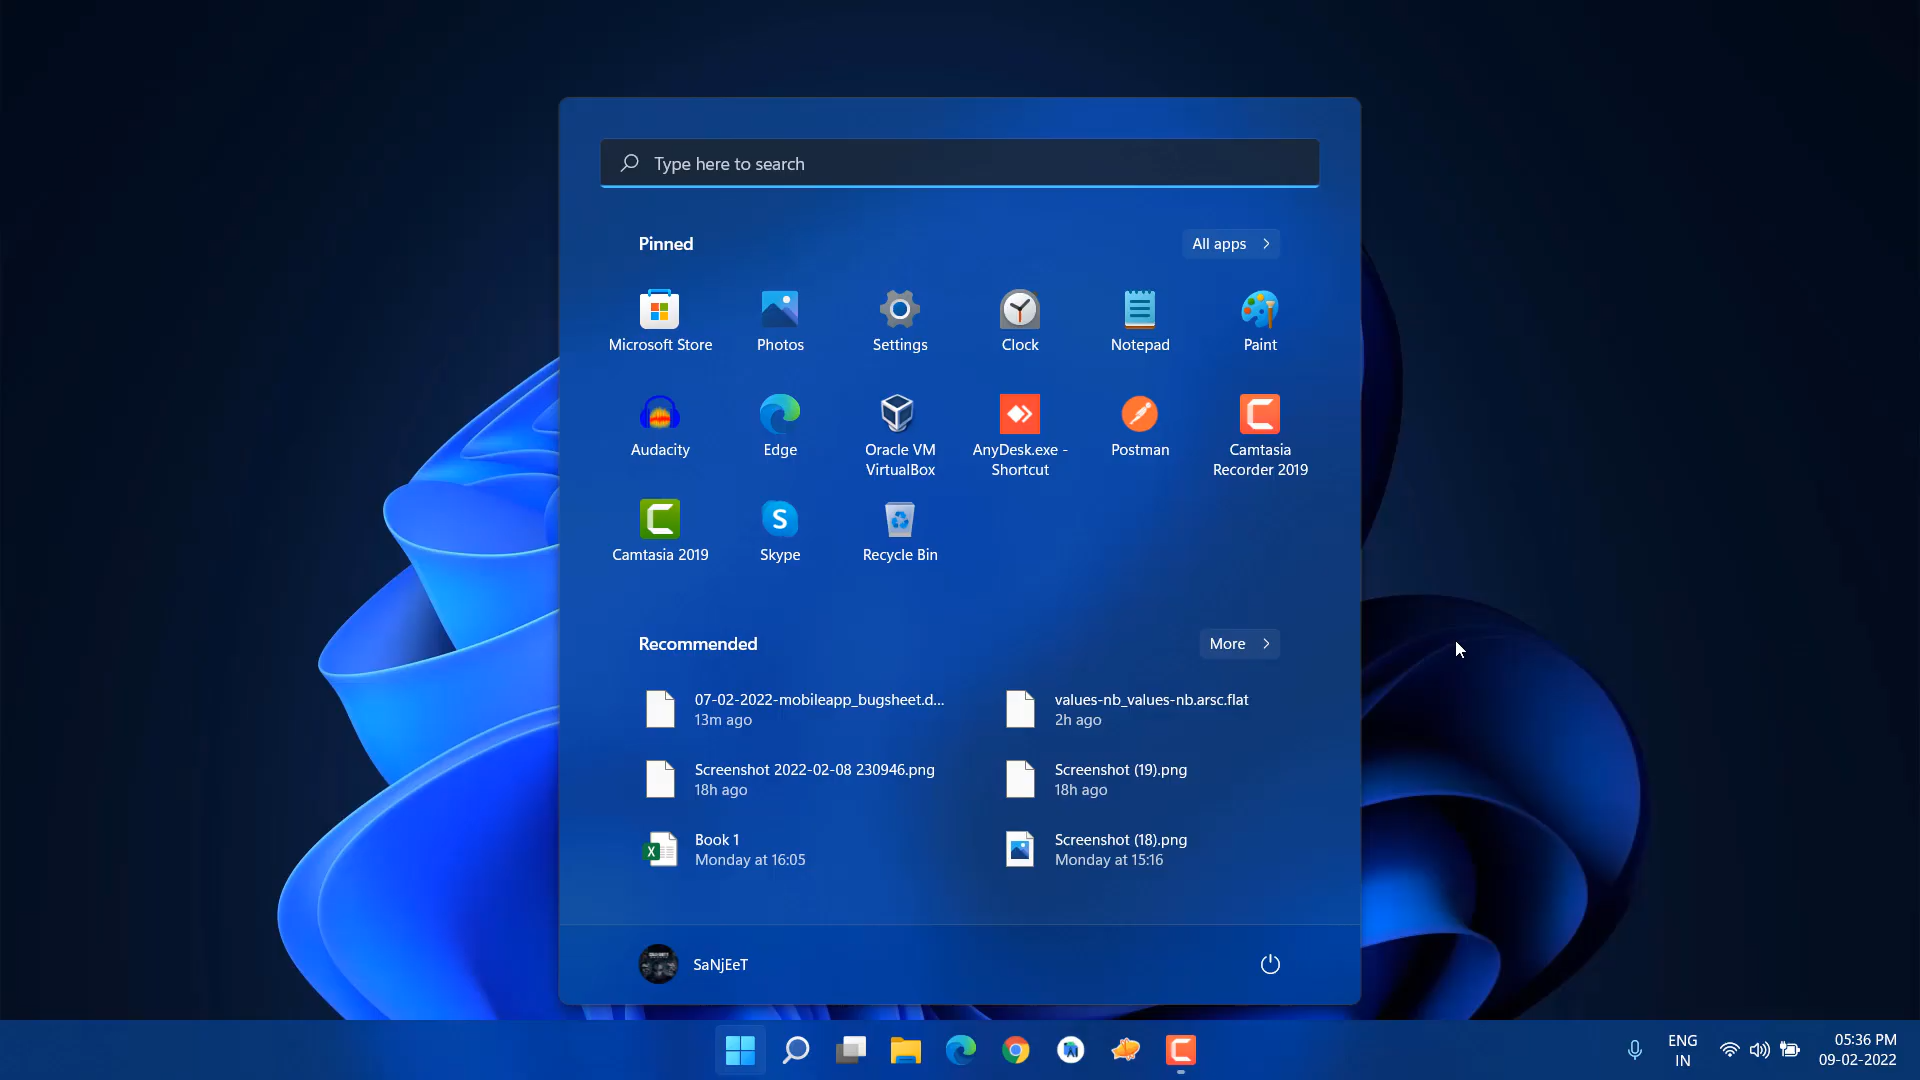 Type here to search
Pinned
All apps
Microsoft Store
Photos
Settings
Clock
Notepad
Paint
Audacity
Edge
Oracle VM
VirtualBox
AnyDesk.exe -
Shortcut
Postman
Camtasia
Recorder 2019
Camtasia 2019
Skype
Recycle Bin
Recommended
More
07-02-2022-mobileapp_bugsheet.d...
13m ago
values-nb_values-nb.arsc.flat
2h ago
Screenshot 2022-02-08 230946.png
18h ago
Screenshot (19).png
18h ago
Book 1
Monday at 16:05
Screenshot (18).png
Monday at 15:16
SaNjEeT
ENG
IN
05:36 PM
09-02-2022